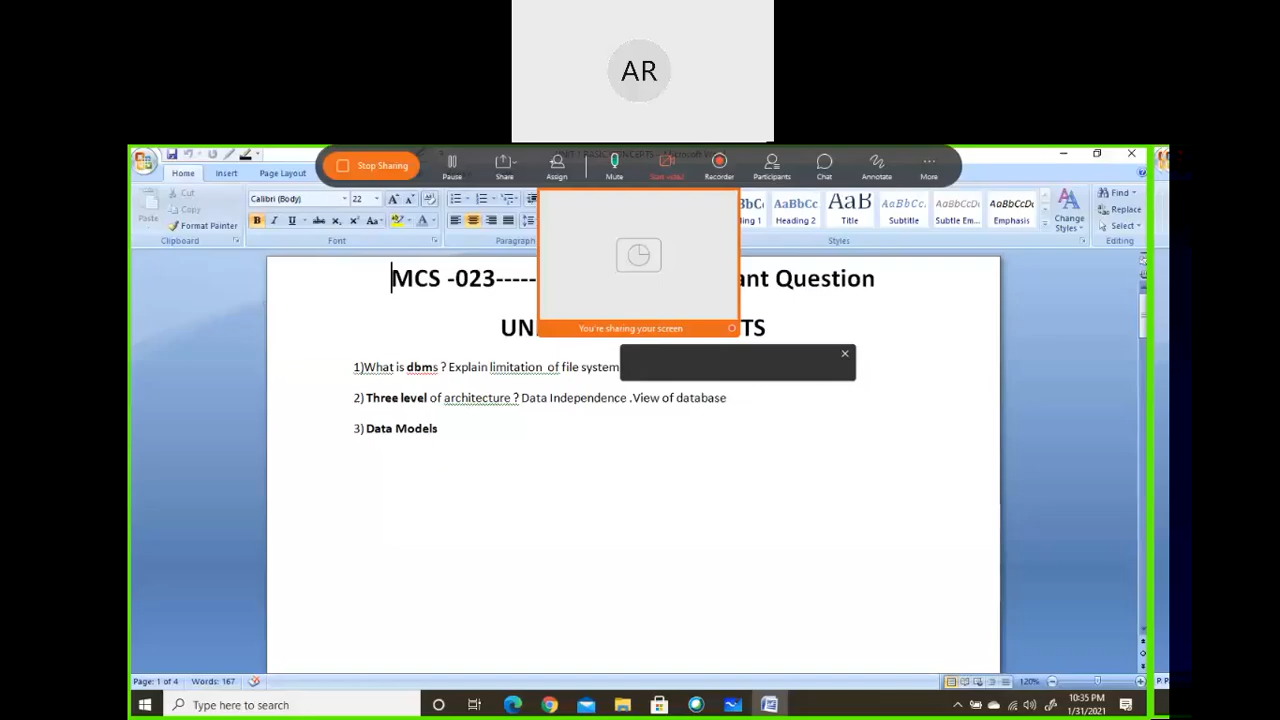 AR
Stop Sharing
Pause
Share
Assign
Mute
Start video
Recorder
Participants
Chat
Annotate
More
Home
Insert
Page Layout
Cut
Copy
Format Painter
Paste
Clipboard
Calibri (Body)
22
Font
Paragraph
Heading 2
Title
Subtitle
Subtle Em...
Emphasis
Change
Styles
Styles
Find
Replace
Select
Editing
You're sharing your screen
MCS -023----- Question
1)What is dbms ? Explain limitation of file system
2) Three level of architecture ? Data Independence .View of database
3) Data Models
Page: 1 of 4
Words: 167
120%
Type here to search
10:35 PM
1/31/2021